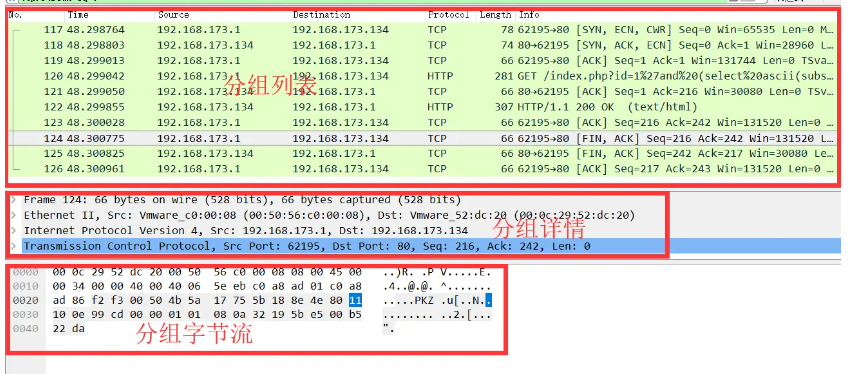 No. Time Source Destination Protocol Length Info
117 48.298764 192.168.173.1 192.168.173.134 TCP 78 62195→80 [SYN, ECN, CWR] Seq=0 Win=65535 Len=0 M…
118 48.298803 192.168.173.134 192.168.173.1 TCP 74 80→62195 [SYN, ACK, ECN] Seq=0 Ack=1 Win=28960 L…
119 48.299013 192.168.173.1 192.168.173.134 TCP 66 62195→80 [ACK] Seq=1 Ack=1 Win=131744 Len=0 TSva…
120 48.299042 192.168.173.1 192.168.173.134 HTTP 281 GET /index.php?id=1%27and%20(select%20ascii(subs…
121 48.299050 192.168.173.134 192.168.173.1 TCP 66 80→62195 [ACK] Seq=1 Ack=216 Win=30080 Len=0 TSv…
122 48.299855 192.168.173.134 192.168.173.1 HTTP 307 HTTP/1.1 200 OK (text/html)
123 48.300028 192.168.173.1 192.168.173.134 TCP 66 62195→80 [ACK] Seq=216 Ack=242 Win=131520 Len=0 …
124 48.300775 192.168.173.1 192.168.173.134 TCP 66 62195→80 [FIN, ACK] Seq=216 Ack=242 Win=131520 L…
125 48.300825 192.168.173.134 192.168.173.1 TCP 66 80→62195 [FIN, ACK] Seq=242 Ack=217 Win=30080 Le…
126 48.300961 192.168.173.1 192.168.173.134 TCP 66 62195→80 [ACK] Seq=217 Ack=243 Win=131520 Len=0 …
分组列表
Frame 124: 66 bytes on wire (528 bits), 66 bytes captured (528 bits)
Ethernet II, Src: Vmware_c0:00:08 (00:50:56:c0:00:08), Dst: Vmware_52:dc:20 (00:0c:29:52:dc:20)
Internet Protocol Version 4, Src: 192.168.173.1, Dst: 192.168.173.134
Transmission Control Protocol, Src Port: 62195, Dst Port: 80, Seq: 216, Ack: 242, Len: 0
分组详情
0000 00 0c 29 52 dc 20 00 50 56 c0 00 08 08 00 45 00 ..)R. .P V.....E.
0010 00 34 00 00 40 00 40 06 5e eb c0 a8 ad 01 c0 a8 .4..@.@. ^.......
0020 ad 86 f2 f3 00 50 4b 5a 17 75 5b 18 8e 4e 80 11 .....PKZ .u[..N..
0030 10 0e 99 cd 00 00 01 01 08 0a 32 19 5b e5 00 b5 ........ ..2.[...
0040 22 da ".
分组字节流